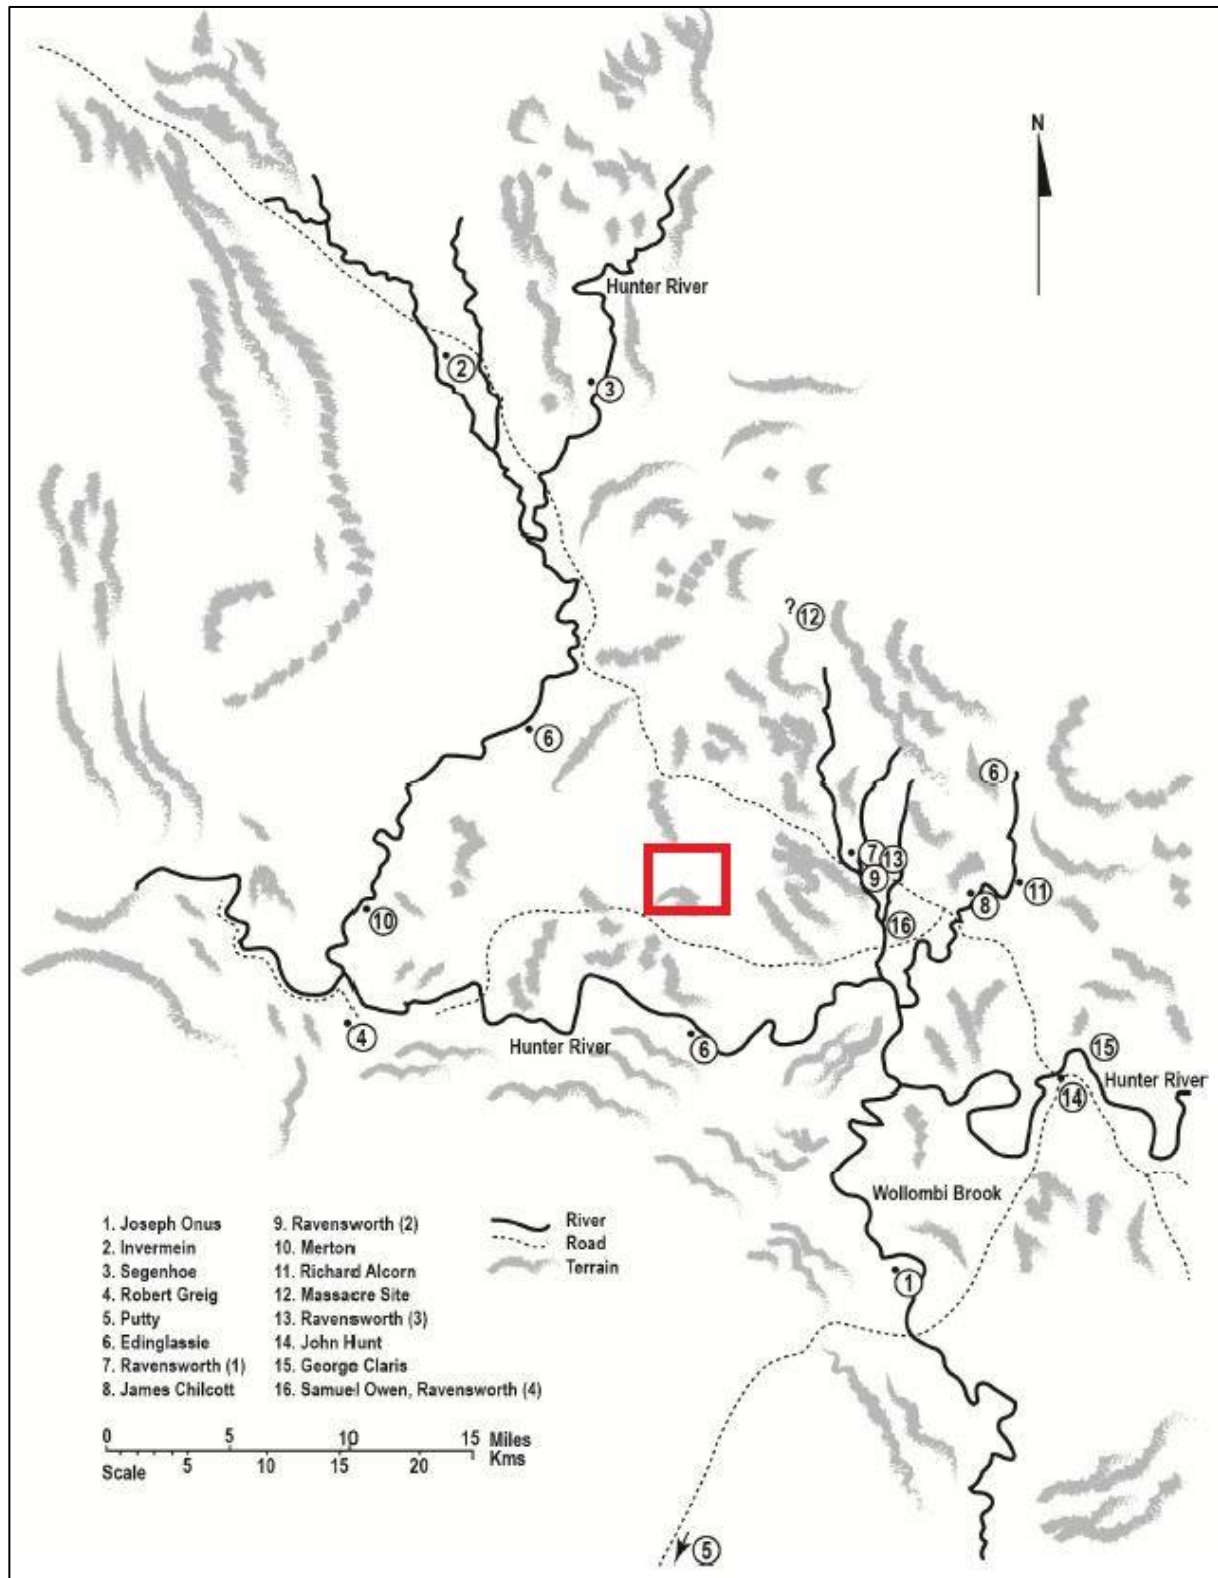 N
Hunter River
2
3
?
12
6
6
7
13
9
8
11
10
16
4
Hunter River
6
15
Hunter River
14
Wollombi Brook
1
1. Joseph Onus
2. Invermein
3. Segenhoe
4. Robert Greig
5. Putty
6. Edinglassie
7. Ravensworth (1)
8. James Chilcott
9. Ravensworth (2)
10. Merton
11. Richard Alcorn
12. Massacre Site
13. Ravensworth (3)
14. John Hunt
15. George Claris
16. Samuel Owen, Ravensworth (4)
River
Road
Terrain
0 5 10 15 Miles
Kms
Scale 5 10 15 20
5